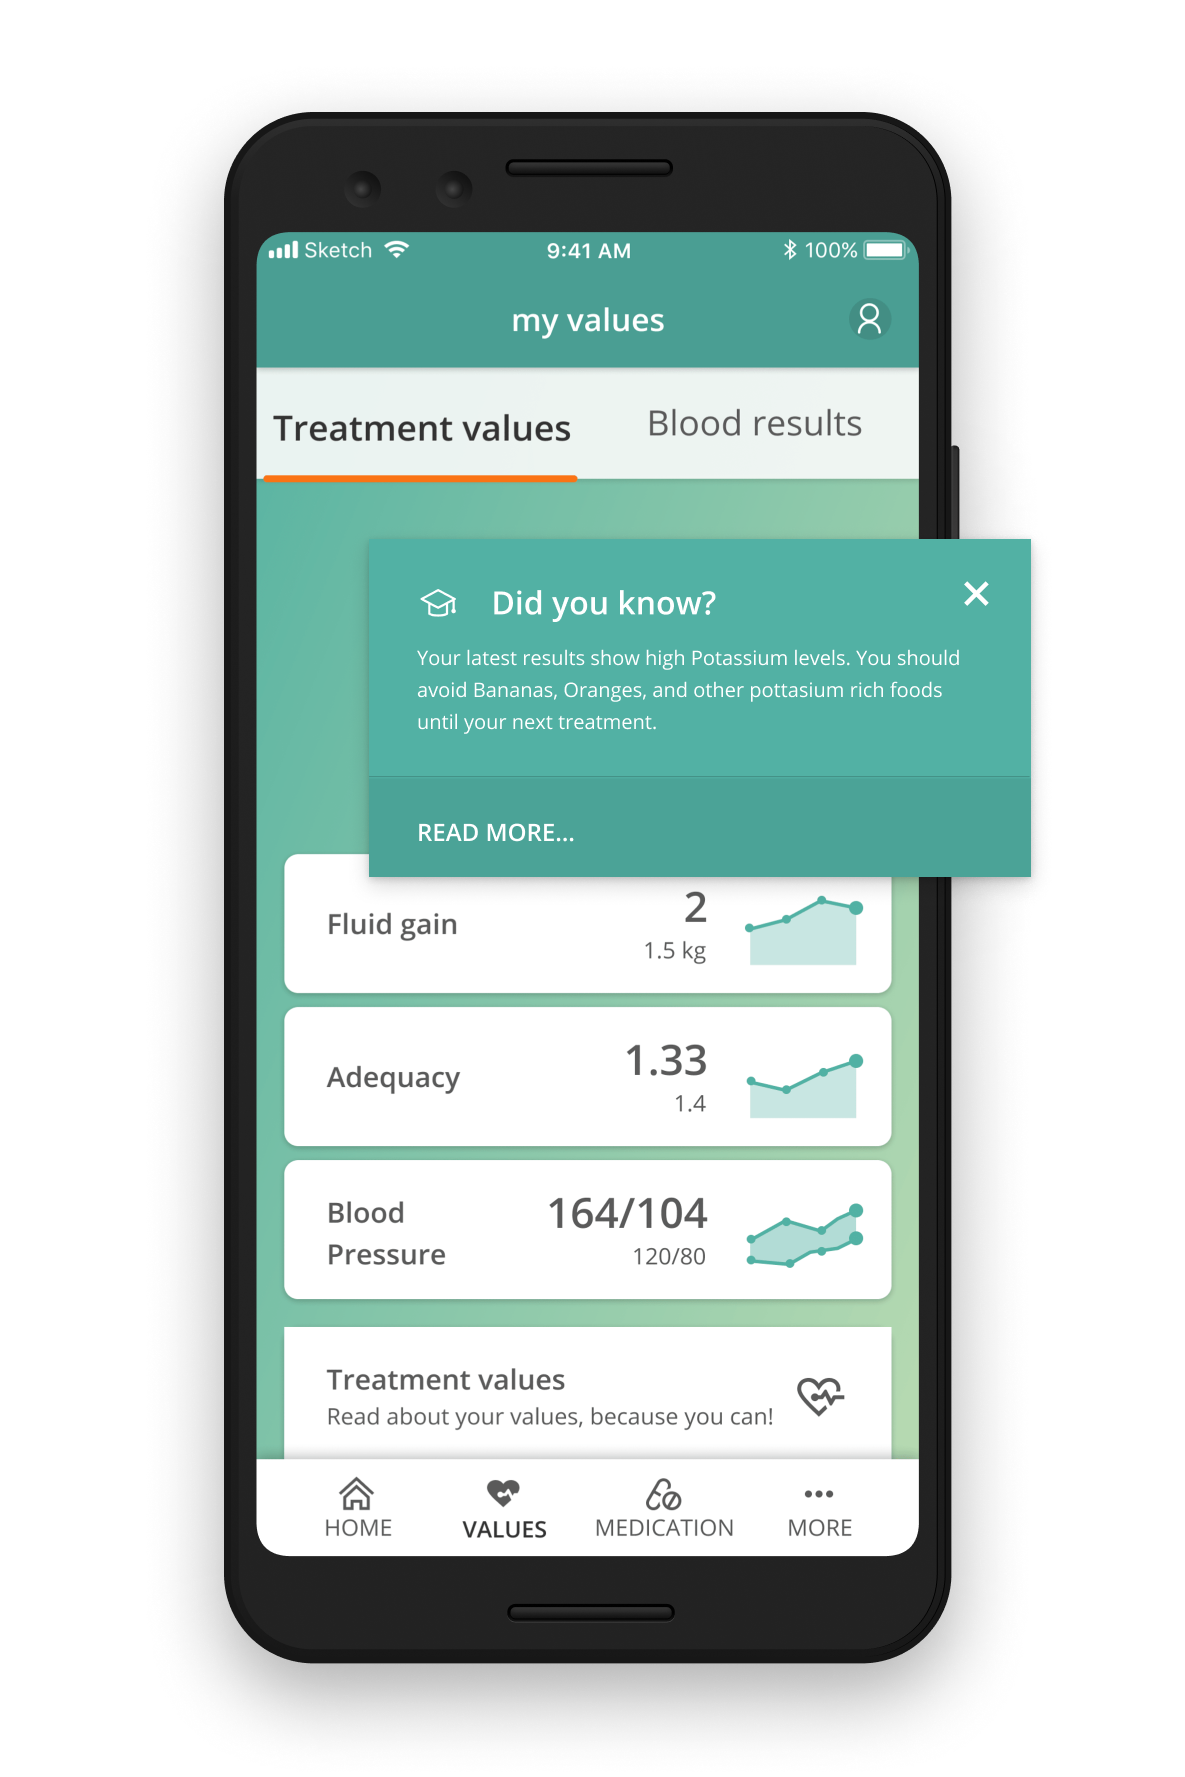 Sketch 9:41 AM 100%
my values
Treatment values Blood results
Did you know?
Your latest results show high Potassium levels. You should
avoid Bananas, Oranges, and other pottasium rich foods
until your next treatment.
READ MORE...
Fluid gain 2
1.5 kg
Adequacy 1.33
1.4
Blood
Pressure
164/104
120/80
Treatment values
Read about your values, because you can!
HOME VALUES MEDICATION MORE